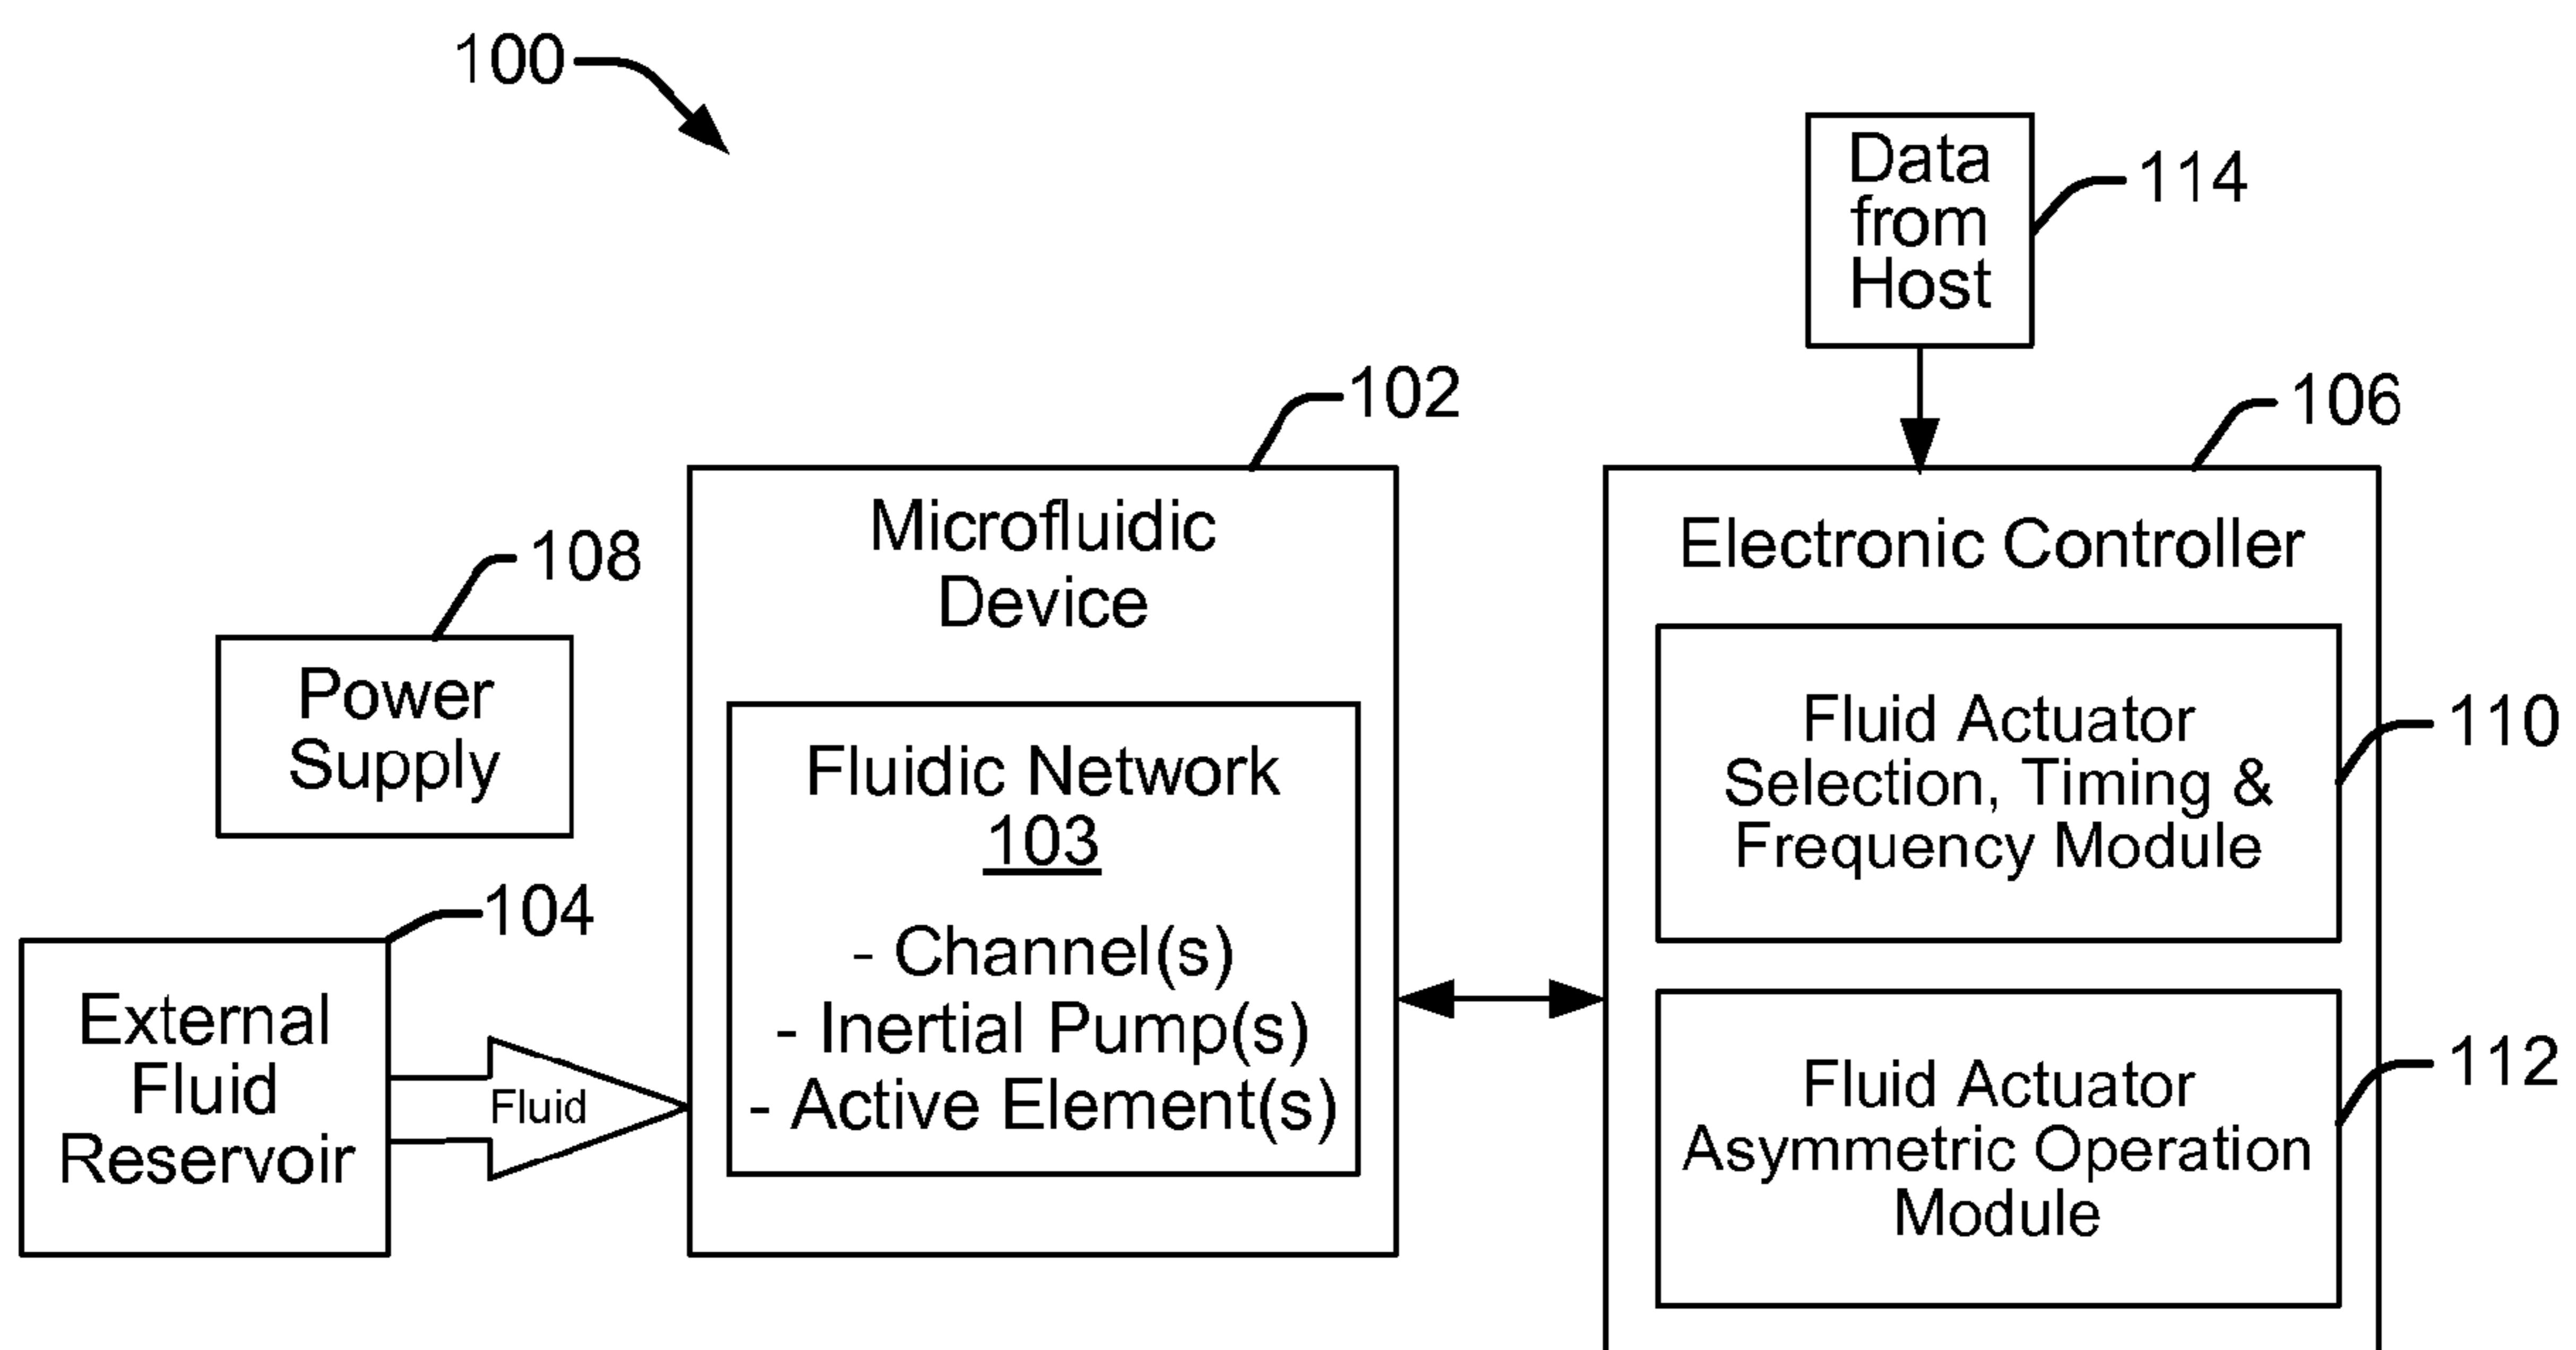 100
Data
from
Host
114
102
106
Microfluidic
Device
Electronic Controller
108
Power
Supply
Fluidic Network
103
- Channel(s)
- Inertial Pump(s)
- Active Element(s)
Fluid Actuator
Selection, Timing &
Frequency Module
110
104
External
Fluid
Reservoir
Fluid
Fluid Actuator
Asymmetric Operation
Module
112